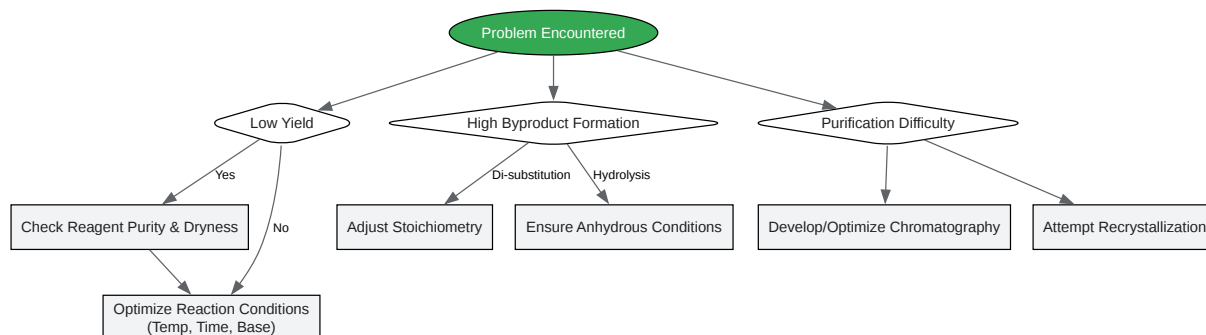 Problem Encountered
Low Yield
High Byproduct Formation
Purification Difficulty
Yes
Di-substitution
Hydrolysis
No
Check Reagent Purity & Dryness
Adjust Stoichiometry
Ensure Anhydrous Conditions
Develop/Optimize Chromatography
Attempt Recrystallization
Optimize Reaction Conditions
(Temp, Time, Base)